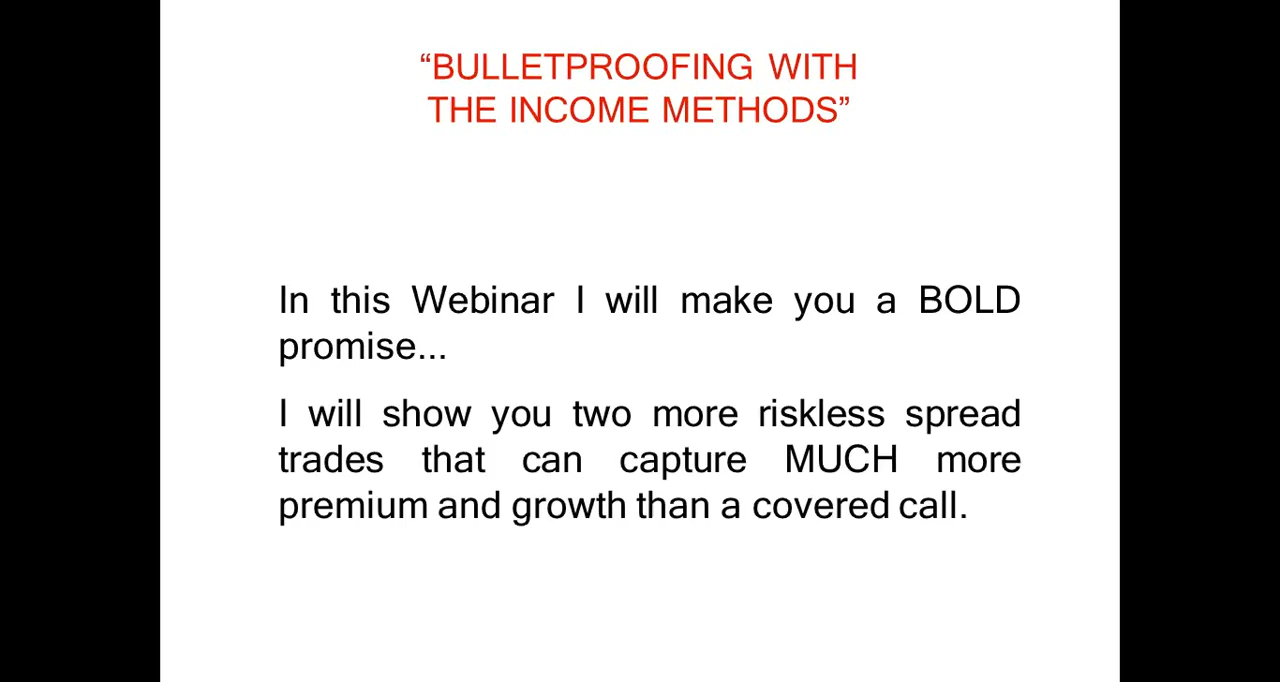 “BULLETPROOFING WITH
THE INCOME METHODS”
In this Webinar I will make you a BOLD
promise...
I will show you two more riskless spread
trades that can capture MUCH more
premium and growth than a covered call.